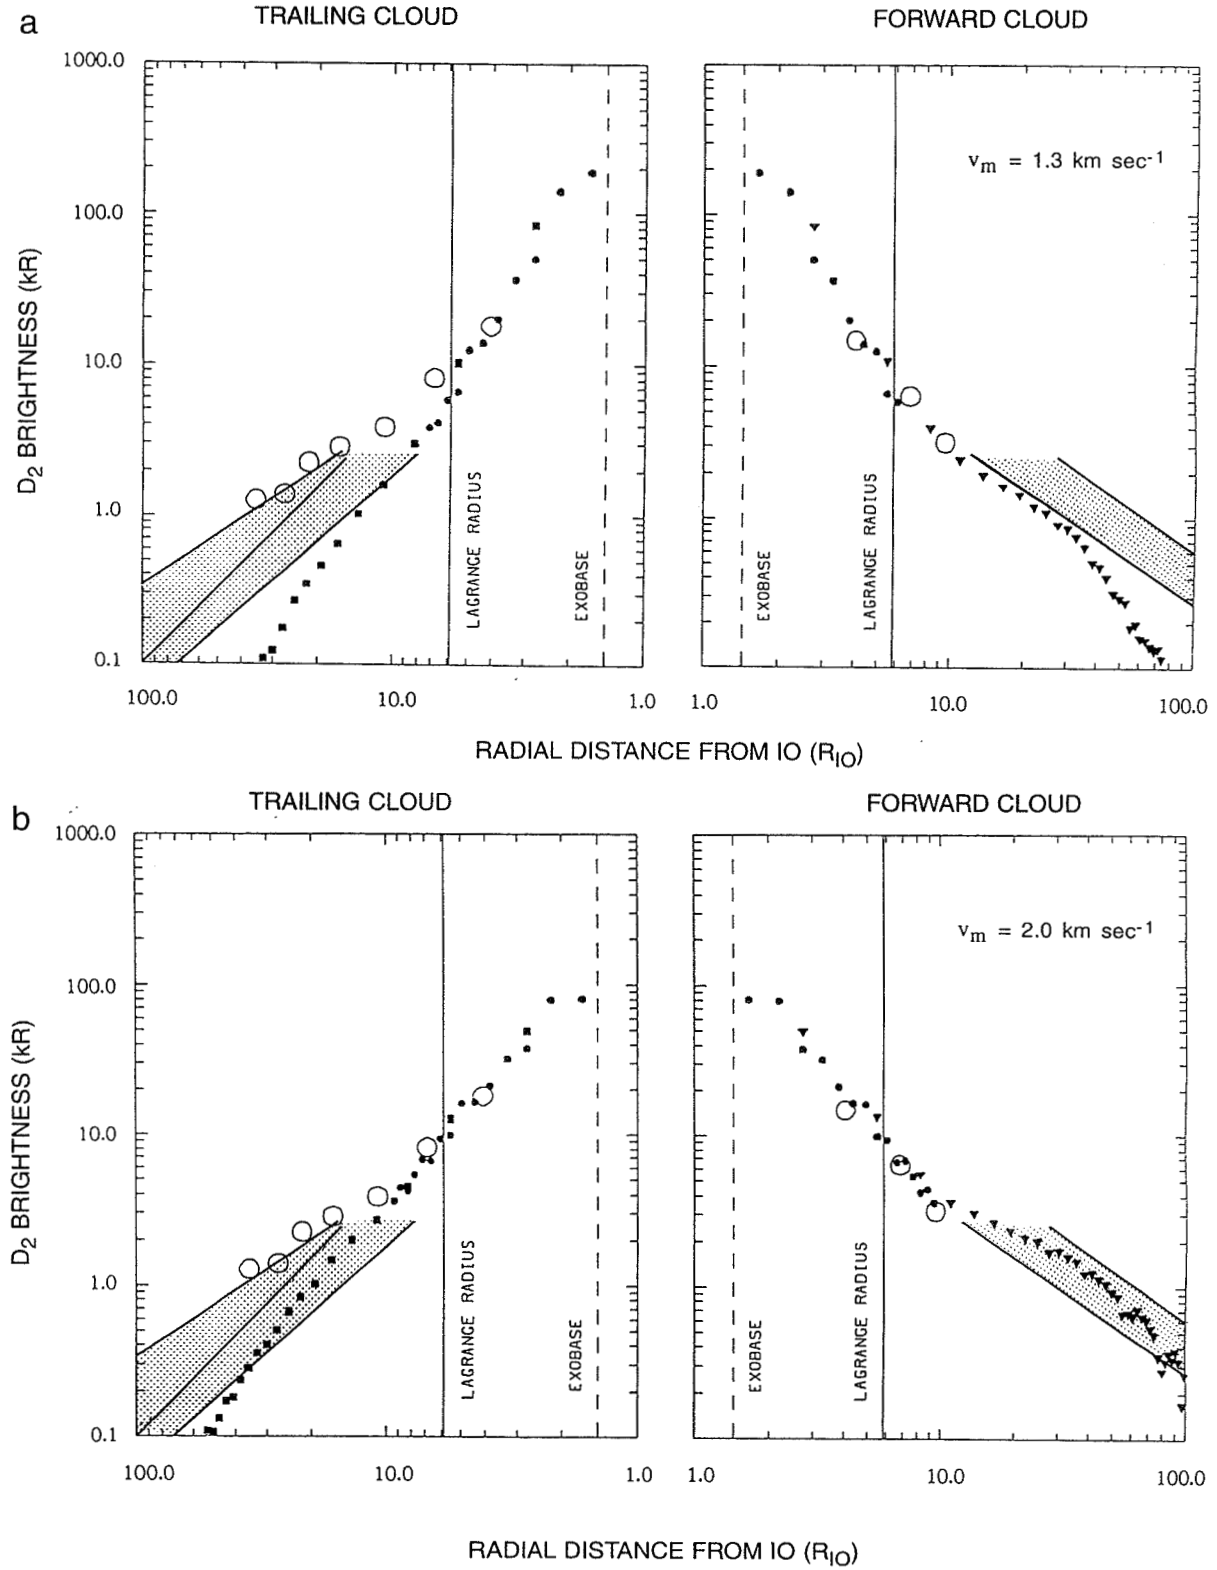 a
TRAILING CLOUD
FORWARD CLOUD
1000.0
100.0
10.0
1.0
0.1
D2 BRIGHTNESS (kR)
vm = 1.3 km sec-1
LAGRANGE RADIUS
EXOBASE
EXOBASE
LAGRANGE RADIUS
100.0
10.0
1.0
1.0
10.0
100.0
RADIAL DISTANCE FROM IO (RIO)
b
TRAILING CLOUD
FORWARD CLOUD
1000.0
100.0
10.0
1.0
0.1
D2 BRIGHTNESS (kR)
vm = 2.0 km sec-1
LAGRANGE RADIUS
EXOBASE
EXOBASE
LAGRANGE RADIUS
100.0
10.0
1.0
1.0
10.0
100.0
RADIAL DISTANCE FROM IO (RIO)